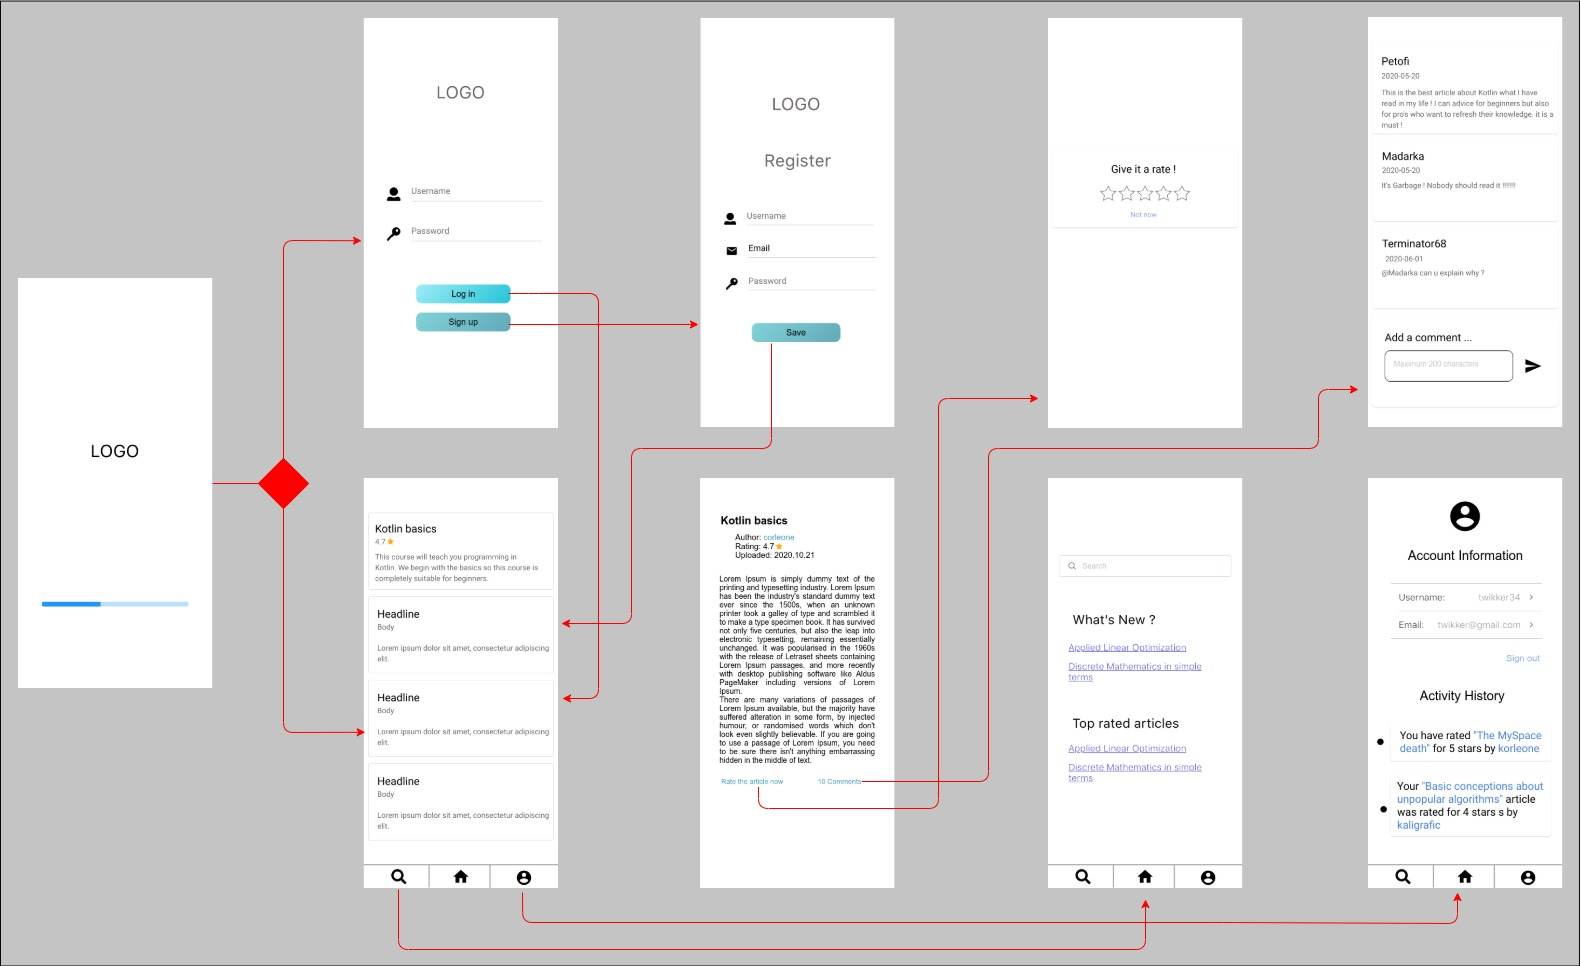 LOGO
LOGO
Username
Password
Log in
Sign up
LOGO
Register
Username
Email
Password
Save
Give it a rate !
Not now
Petofi
2020-05-20
This is the best article about Kotlin what I have
read in my life ! I can advice for beginners but also
for pro's who want to refresh their knowledge. it is a
must !
Madarka
2020-05-20
It's Garbage ! Nobody should read it !!!!!!!
Terminator68
2020-06-01
@Madarka can u explain why ?
Add a comment ...
Maximum 200 characters
Kotlin basics
4.7
This course will teach you programming in
Kotlin. We begin with the basics so this course is
completely suitable for beginners.
Headline
Body
Lorem ipsum dolor sit amet, consectetur adipiscing
elit.
Headline
Body
Lorem ipsum dolor sit amet, consectetur adipiscing
elit.
Headline
Body
Lorem ipsum dolor sit amet, consectetur adipiscing
elit.
Kotlin basics
Author: corleone
Rating: 4.7
Uploaded: 2020.10.21
Lorem Ipsum is simply dummy text of the
printing and typesetting industry. Lorem Ipsum
has been the industry's standard dummy text
ever since the 1500s, when an unknown
printer took a galley of type and scrambled it
to make a type specimen book. It has survived
not only five centuries, but also the leap into
electronic typesetting, remaining essentially
unchanged. It was popularised in the 1960s
with the release of Letraset sheets containing
Lorem Ipsum passages, and more recently
with desktop publishing software like Aldus
PageMaker including versions of Lorem
Ipsum.
There are many variations of passages of
Lorem Ipsum available, but the majority have
suffered alteration in some form, by injected
humour, or randomised words which don't
look even slightly believable. If you are going
to use a passage of Lorem Ipsum, you need
to be sure there isn't anything embarrassing
hidden in the middle of text.
Rate the article now
10 Comments
Search
What's New ?
Applied Linear Optimization
Discrete Mathematics in simple
terms
Top rated articles
Applied Linear Optimization
Discrete Mathematics in simple
terms
Account Information
Username: twikker34
Email: twikker@gmail.com
Sign out
Activity History
You have rated "The MySpace
death" for 5 stars by korleone
Your "Basic conceptions about
unpopular algorithms" article
was rated for 4 stars s by
kaligrafic